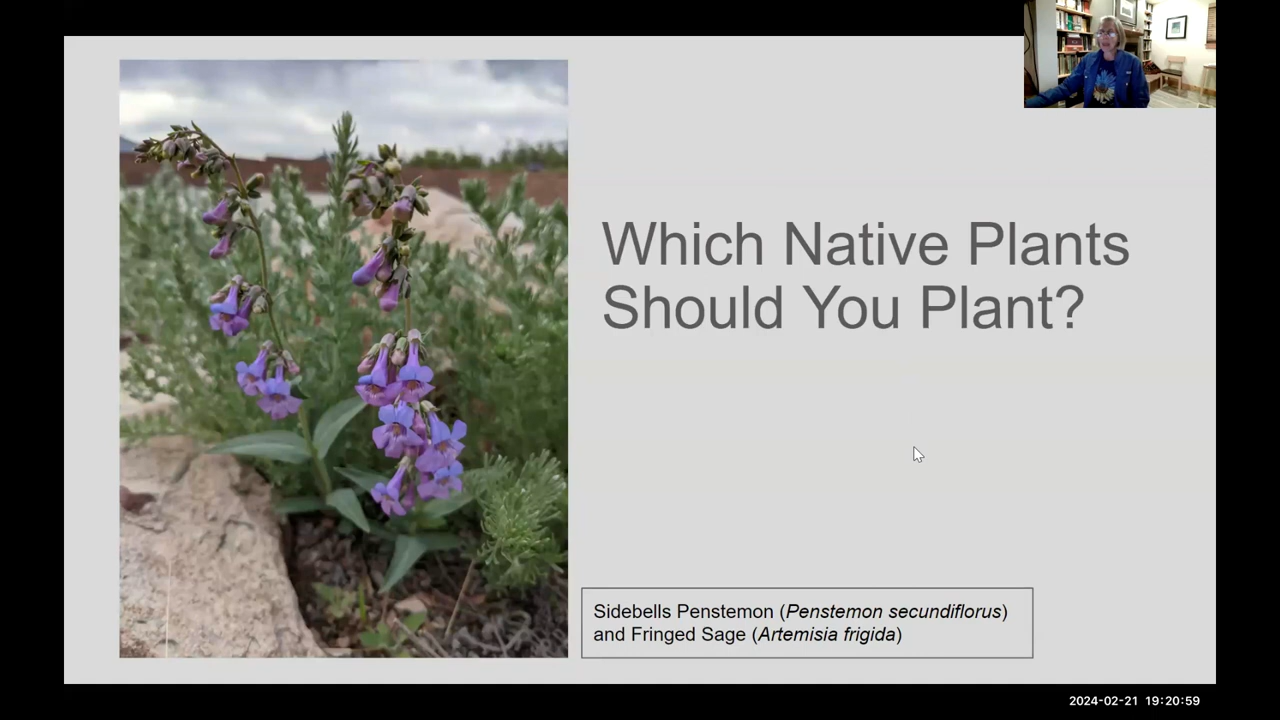 Which Native Plants
Should You Plant?
Sidebells Penstemon (Penstemon secundiflorus)
and Fringed Sage (Artemisia frigida)
2024-02-21 19:20:59